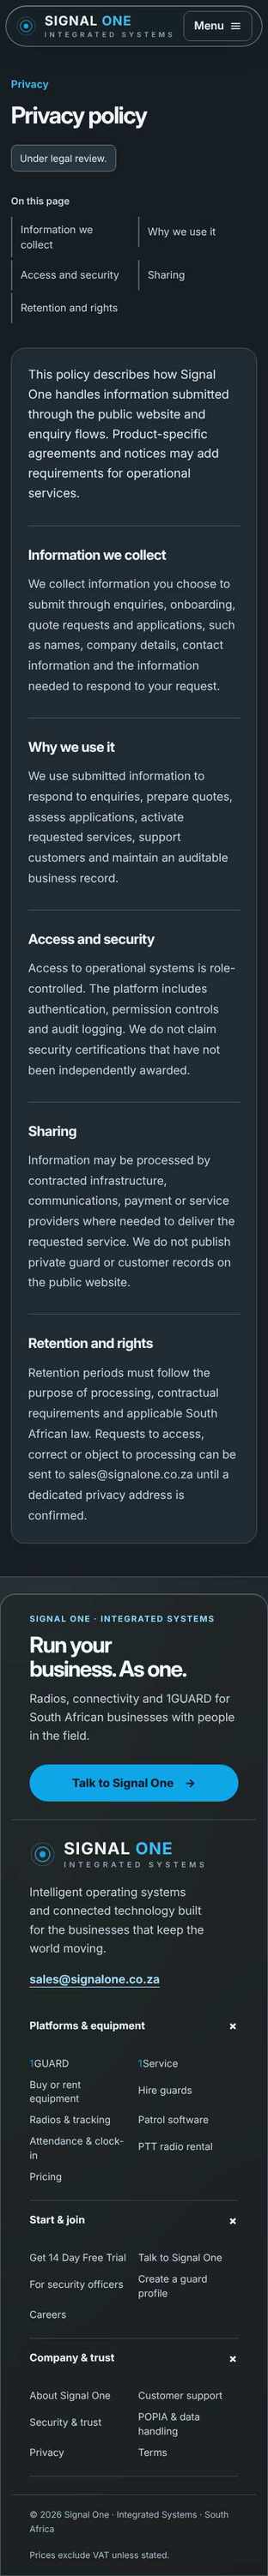 SIGNAL ONE
INTEGRATED SYSTEMS
Menu
Privacy
Privacy policy
Under legal review.
On this page
Information we
collect
Why we use it
Access and security
Sharing
Retention and rights
This policy describes how Signal
One handles information submitted
through the public website and
enquiry flows. Product-specific
agreements and notices may add
requirements for operational
services.
Information we collect
We collect information you choose to
submit through enquiries, onboarding,
quote requests and applications, such
as names, company details, contact
information and the information
needed to respond to your request.
Why we use it
We use submitted information to
respond to enquiries, prepare quotes,
assess applications, activate
requested services, support
customers and maintain an auditable
business record.
Access and security
Access to operational systems is role-
controlled. The platform includes
authentication, permission controls
and audit logging. We do not claim
security certifications that have not
been independently awarded.
Sharing
Information may be processed by
contracted infrastructure,
communications, payment or service
providers where needed to deliver the
requested service. We do not publish
private guard or customer records on
the public website.
Retention and rights
Retention periods must follow the
purpose of processing, contractual
requirements and applicable South
African law. Requests to access,
correct or object to processing can be
sent to sales@signalone.co.za until a
dedicated privacy address is
confirmed.
SIGNAL ONE · INTEGRATED SYSTEMS
Run your
business. As one.
Radios, connectivity and 1GUARD for
South African businesses with people
in the field.
Talk to Signal One →
SIGNAL ONE
INTEGRATED SYSTEMS
Intelligent operating systems
and connected technology built
for the businesses that keep the
world moving.
sales@signalone.co.za
Platforms & equipment
1GUARD
1Service
Buy or rent
equipment
Hire guards
Radios & tracking
Patrol software
Attendance & clock-
in
PTT radio rental
Pricing
Start & join
Get 14 Day Free Trial
Talk to Signal One
For security officers
Create a guard
profile
Careers
Company & trust
About Signal One
Customer support
Security & trust
POPIA & data
handling
Privacy
Terms
© 2026 Signal One · Integrated Systems · South
Africa
Prices exclude VAT unless stated.